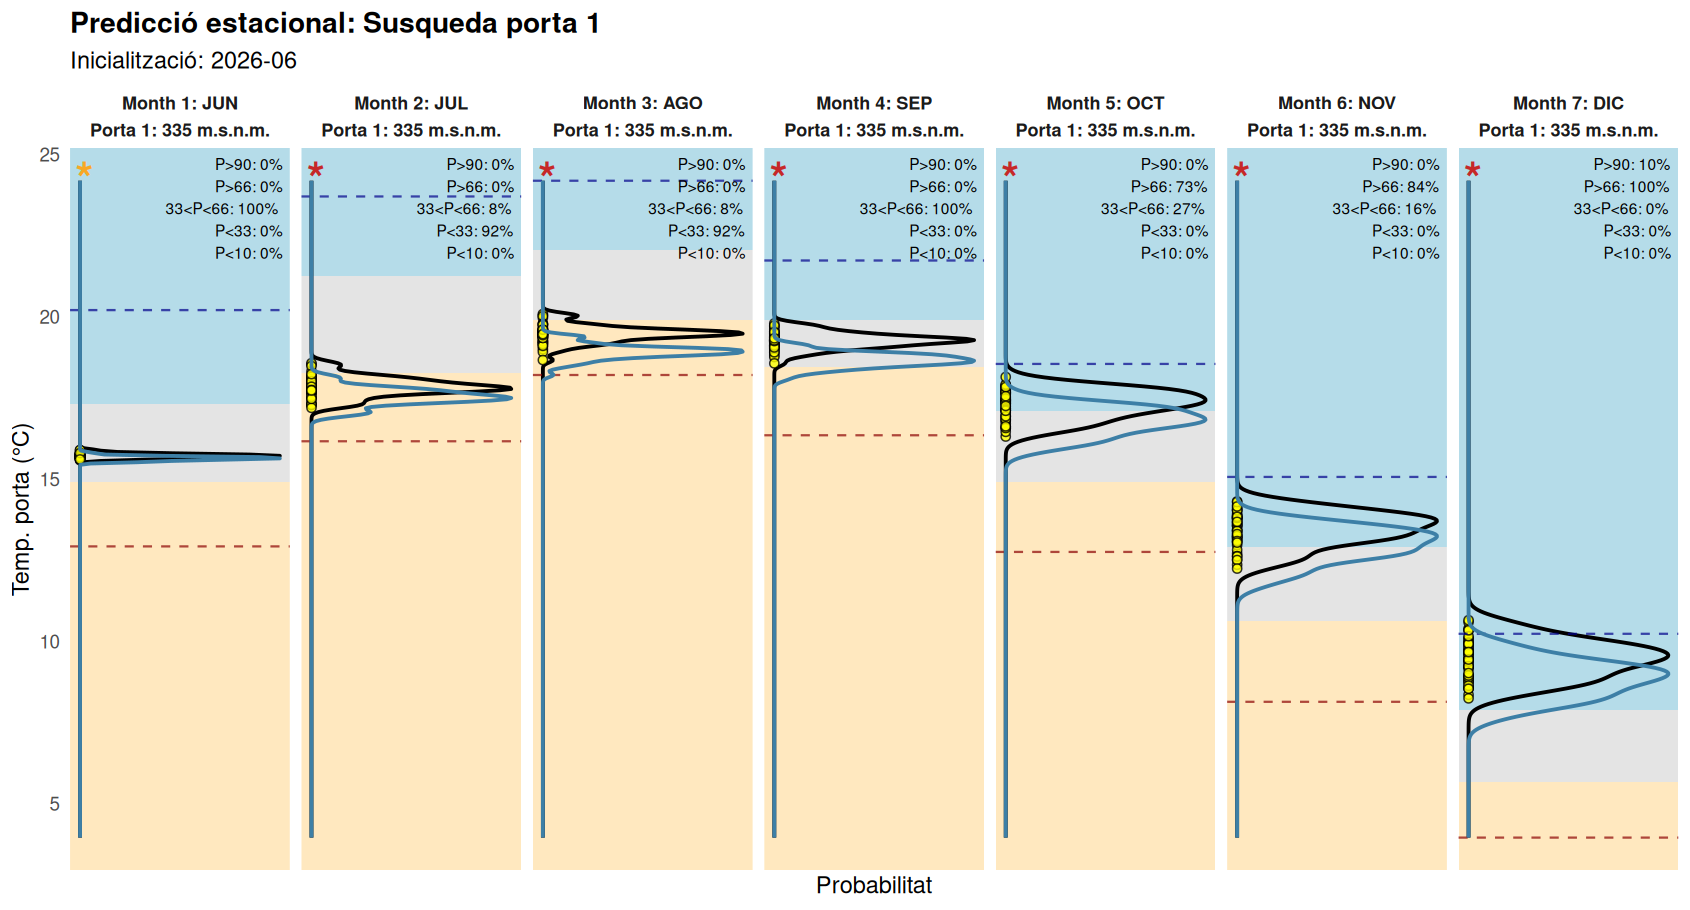 Predicció estacional: Susqueda porta 1
Inicialització: 2026-06
Month 1: JUN
Porta 1: 335 m.s.n.m.
Month 2: JUL
Porta 1: 335 m.s.n.m.
Month 3: AGO
Porta 1: 335 m.s.n.m.
Month 4: SEP
Porta 1: 335 m.s.n.m.
Month 5: OCT
Porta 1: 335 m.s.n.m.
Month 6: NOV
Porta 1: 335 m.s.n.m.
Month 7: DIC
Porta 1: 335 m.s.n.m.
Temp. porta (°C)
25
20
15
10
5
*
P>90: 0%
P>66: 0%
33<P<66: 100%
P<33: 0%
P<10: 0%
*
P>90: 0%
P>66: 0%
33<P<66: 8%
P<33: 92%
P<10: 0%
*
P>90: 0%
P>66: 0%
33<P<66: 8%
P<33: 92%
P<10: 0%
*
P>90: 0%
P>66: 0%
33<P<66: 100%
P<33: 0%
P<10: 0%
*
P>90: 0%
P>66: 73%
33<P<66: 27%
P<33: 0%
P<10: 0%
*
P>90: 0%
P>66: 84%
33<P<66: 16%
P<33: 0%
P<10: 0%
*
P>90: 10%
P>66: 100%
33<P<66: 0%
P<33: 0%
P<10: 0%
Probabilitat